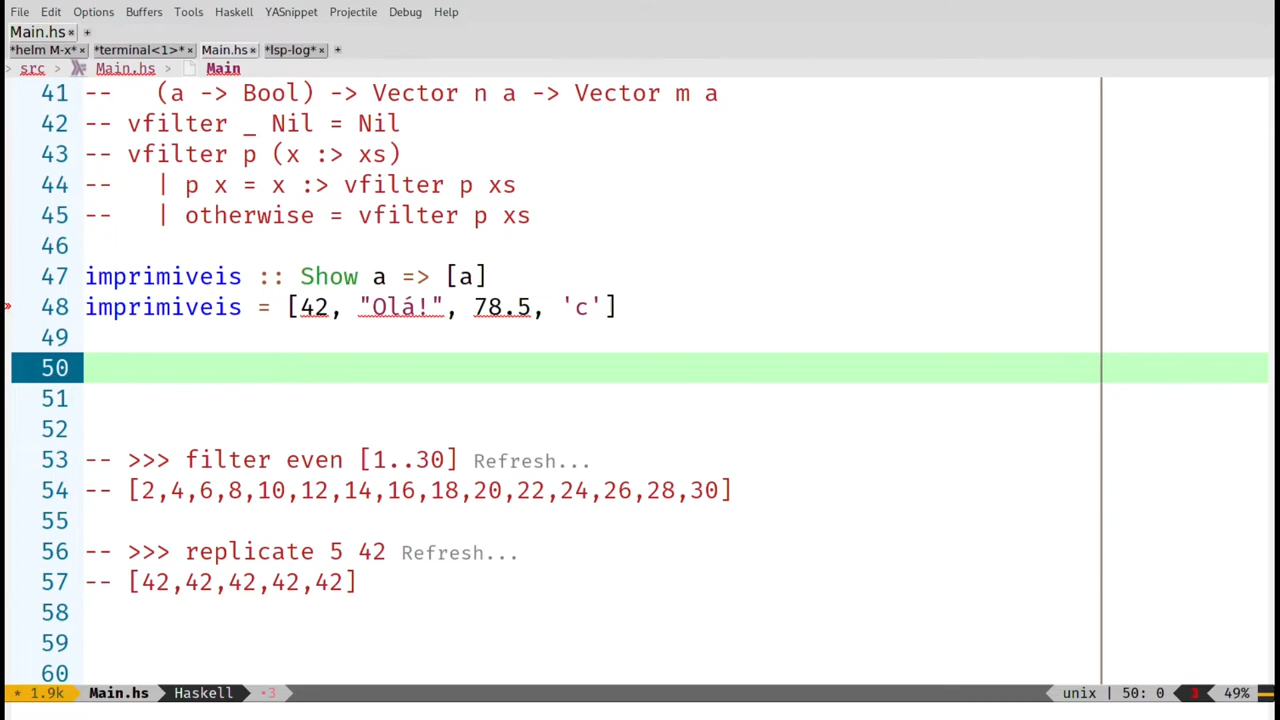 File Edit Options Buffers Tools Haskell YASnippet Projectile Debug Help
Main.hs × +
*helm M-x* × *terminal<1>* × Main.hs × *lsp-log* × +
> src > Main.hs > Main
41 --   (a -> Bool) -> Vector n a -> Vector m a
42 -- vfilter _ Nil = Nil
43 -- vfilter p (x :> xs)
44 --   | p x = x :> vfilter p xs
45 --   | otherwise = vfilter p xs
46
47 imprimiveis :: Show a => [a]
» 48 imprimiveis = [42, "Olá!", 78.5, 'c']
49
50
51
52
53 -- >>> filter even [1..30] Refresh...
54 -- [2,4,6,8,10,12,14,16,18,20,22,24,26,28,30]
55
56 -- >>> replicate 5 42 Refresh...
57 -- [42,42,42,42,42]
58
59
60
* 1.9k Main.hs Haskell •3 unix | 50: 0 3 49%